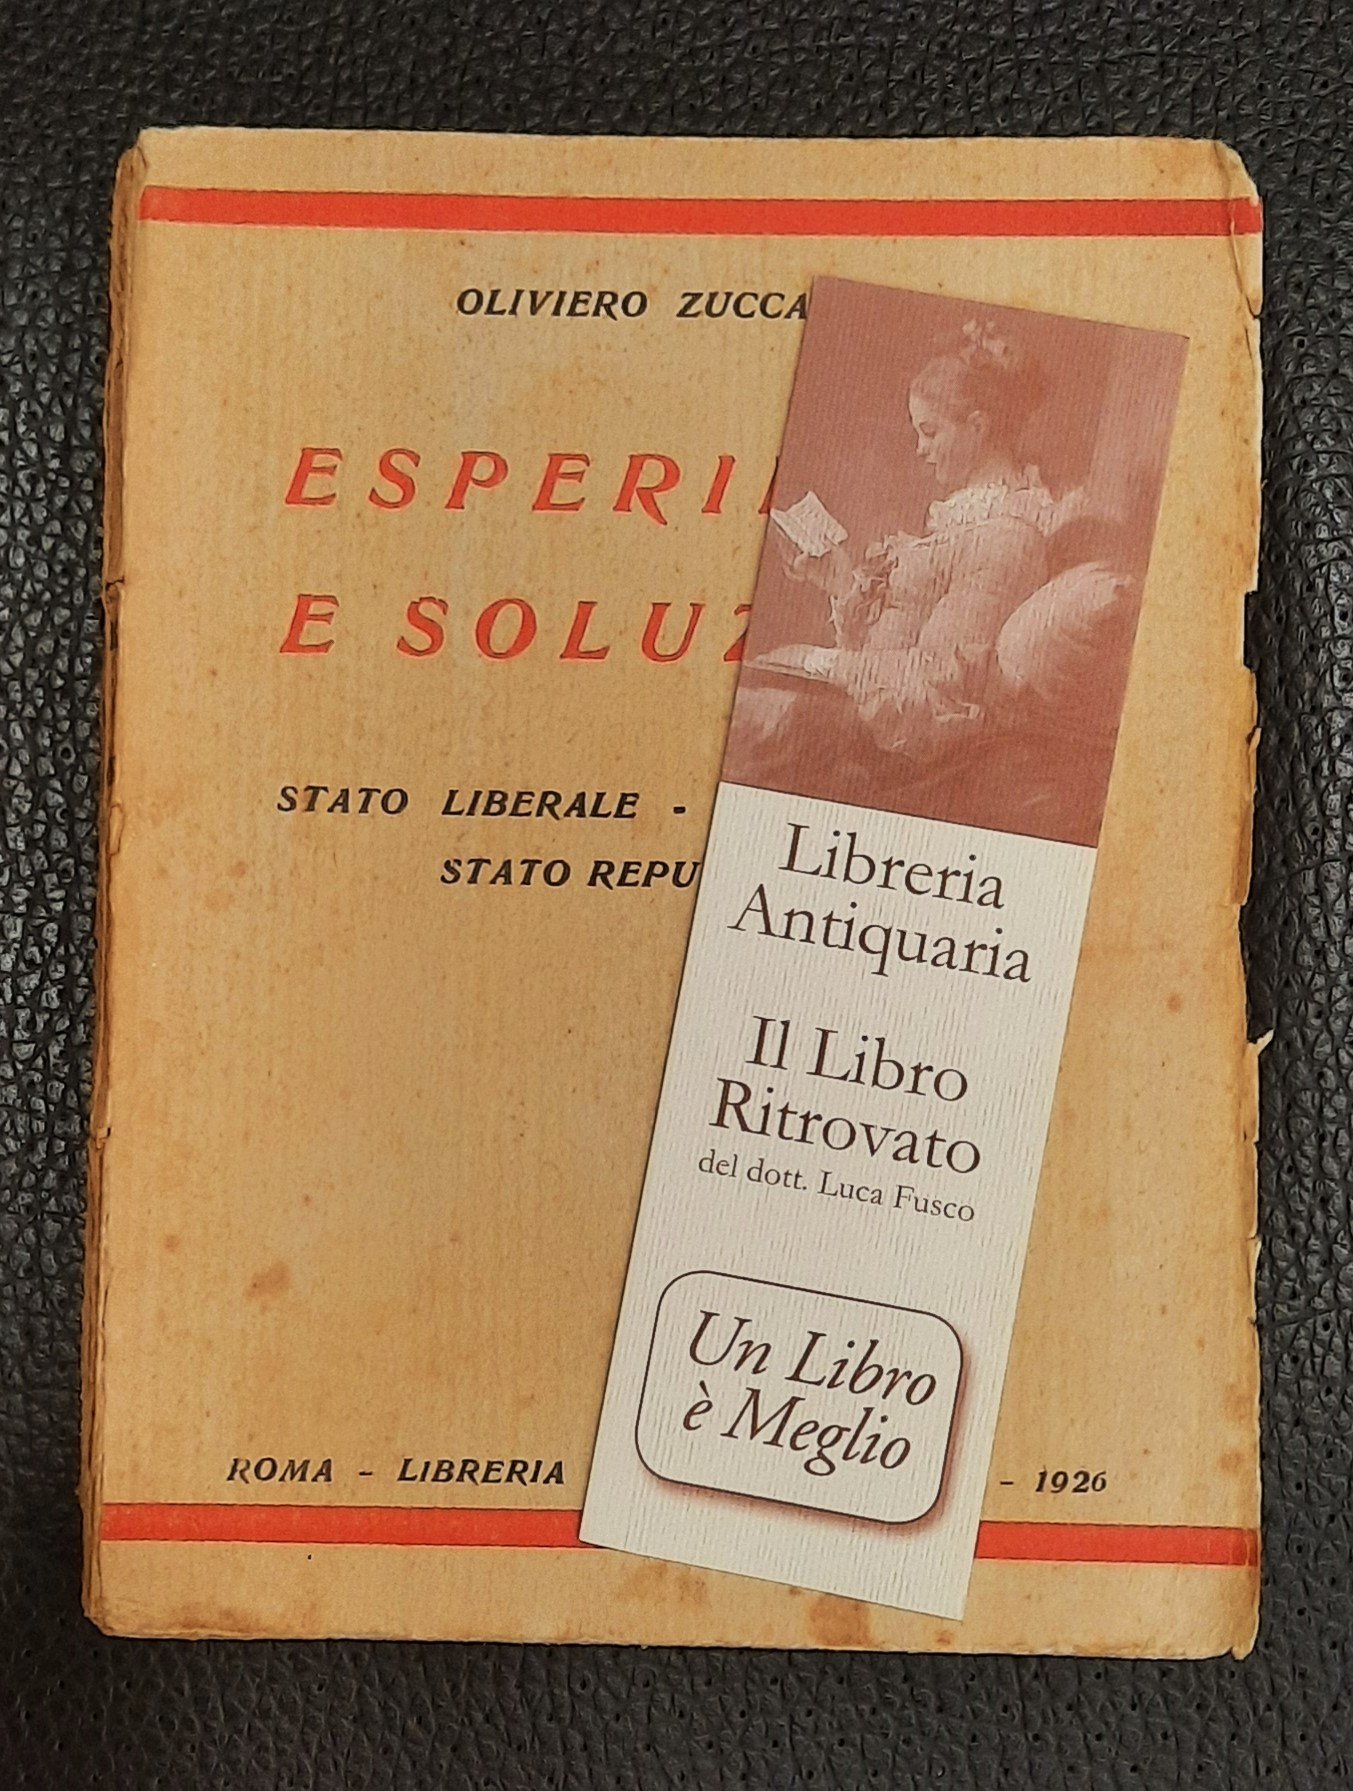 OLIVIERO ZUCCA
ESPERI
E SOLUZ
STATO LIBERALE -
STATO REPU
ROMA - LIBRERIA - 1926
Libreria
Antiquaria
Il Libro
Ritrovato
del dott. Luca Fusco
Un Libro
è Meglio